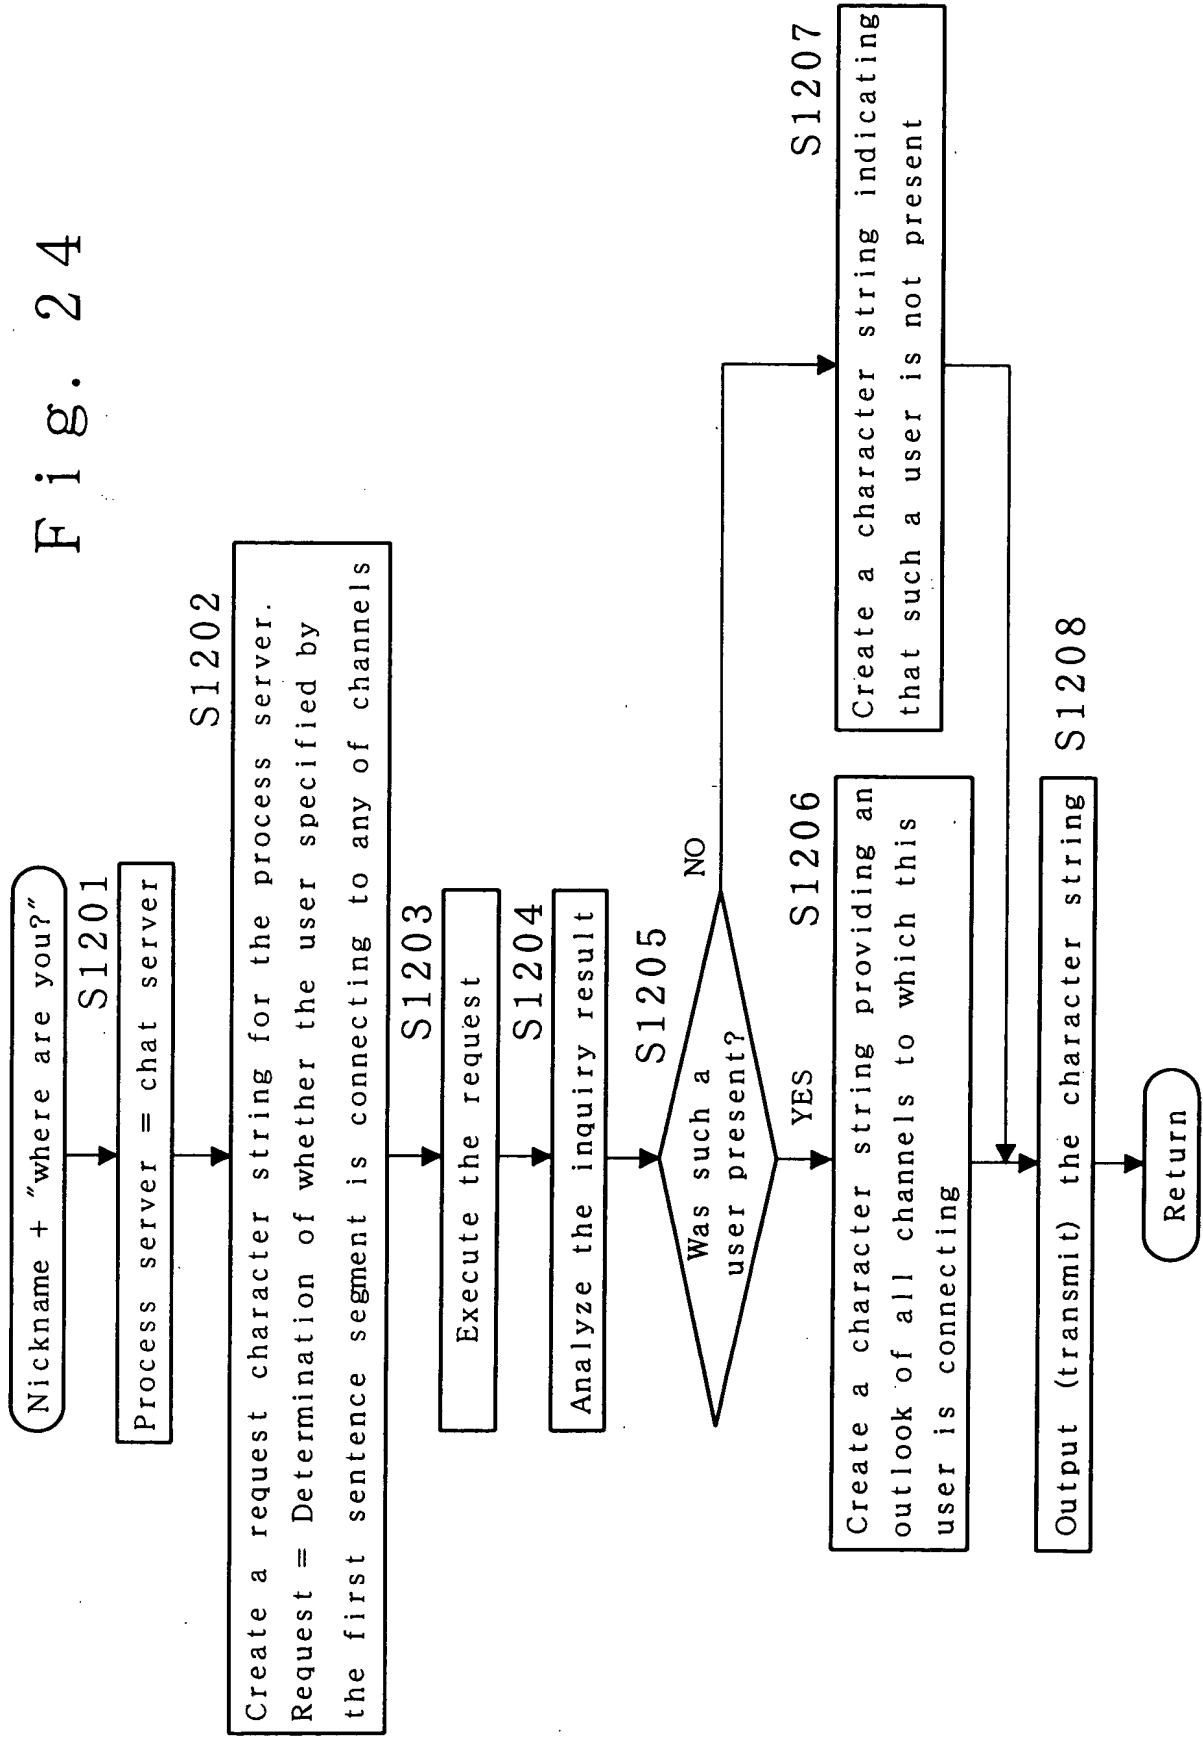 Fig. 24
Nickname + "where are you?"
S1201
Process server = chat server
S1202
Create a request character string for the process server.
Request = Determination of whether the user specified by
the first sentence segment is connecting to any of channels
S1203
Execute the request
S1204
Analyze the inquiry result
S1205
Was such a
user present?
NO
YES
S1206
Create a character string providing an
outlook of all channels to which this
user is connecting
S1207
Create a character string indicating
that such a user is not present
S1208
Output (transmit) the character string
Return